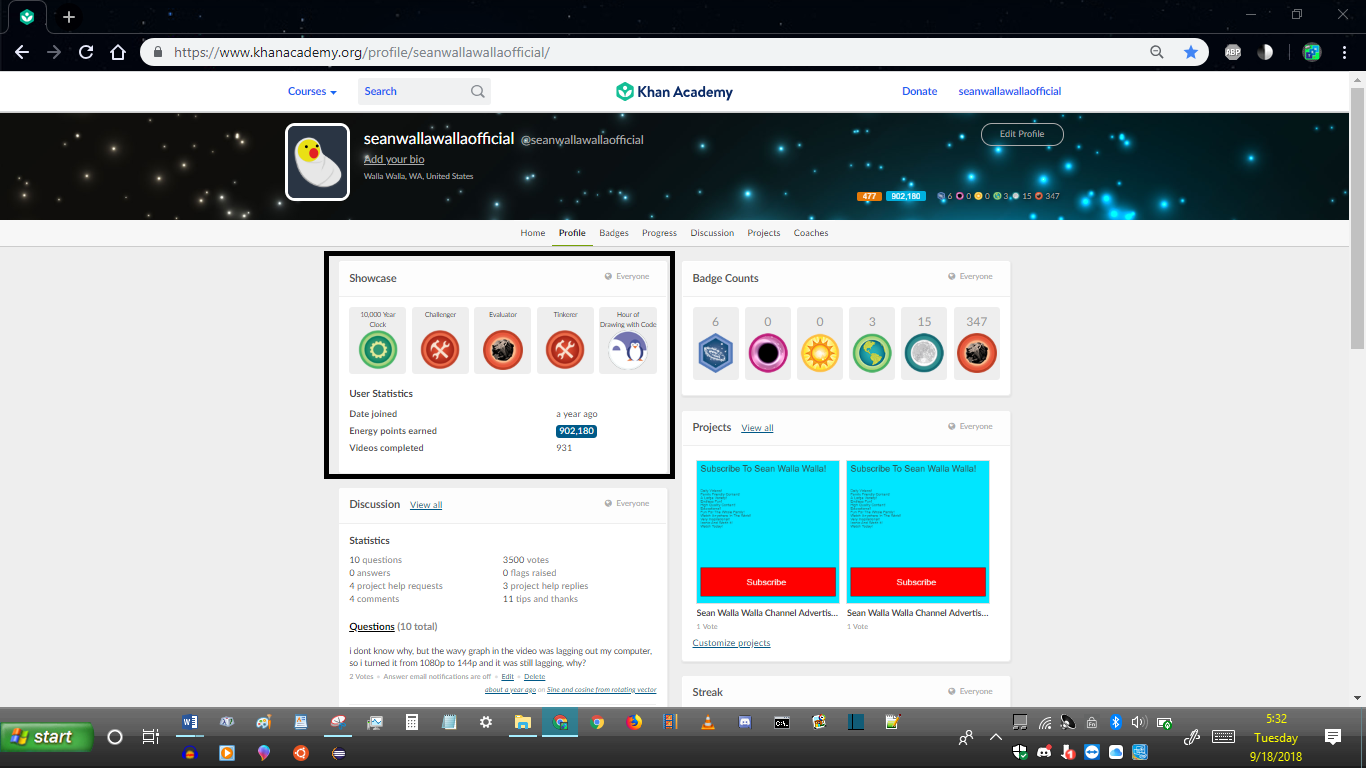 https://www.khanacademy.org/profile/seanwallawallaofficial/
ABP
Courses
Search
Khan Academy
Donate
seanwallawallaofficial
seanwallawallaofficial @seanwallawallaofficial
Edit Profile
Add your bio
Walla Walla, WA, United States
477 902,180 6 0 0 3 15 347
Home Profile Badges Progress Discussion Projects Coaches
Showcase
Everyone
10,000 Year Clock
Challenger
Evaluator
Tinkerer
Hour of Drawing with Code
User Statistics
Date joined a year ago
Energy points earned 902,180
Videos completed 931
Badge Counts
Everyone
6 0 0 3 15 347
Discussion View all
Everyone
Statistics
10 questions 3500 votes
0 answers 0 flags raised
4 project help requests 3 project help replies
4 comments 11 tips and thanks
Questions (10 total)
i dont know why, but the wavy graph in the video was lagging out my computer,
so i turned it from 1080p to 144p and it was still lagging, why?
2 Votes • Answer email notifications are off • Edit • Delete
about a year ago on Sine and cosine from rotating vector
Projects View all
Everyone
Subscribe To Sean Walla Walla!
Subscribe
Sean Walla Walla Channel Advertis...
1 Vote
Subscribe To Sean Walla Walla!
Subscribe
Sean Walla Walla Channel Advertis...
1 Vote
Customize projects
Streak
Everyone
start
5:32
Tuesday
9/18/2018